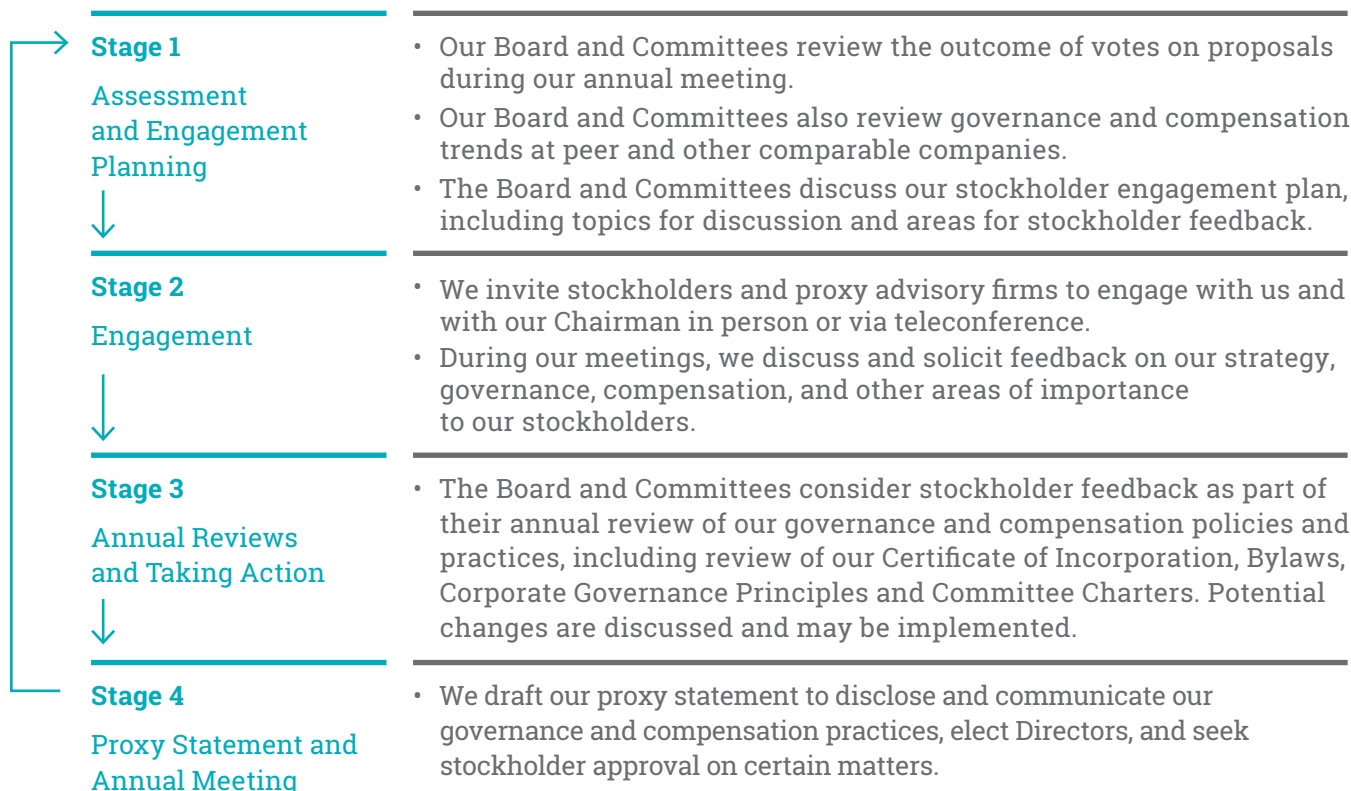 Stage 1
Assessment
and Engagement
Planning
• Our Board and Committees review the outcome of votes on proposals
during our annual meeting.
• Our Board and Committees also review governance and compensation
trends at peer and other comparable companies.
• The Board and Committees discuss our stockholder engagement plan,
including topics for discussion and areas for stockholder feedback.
Stage 2
Engagement
• We invite stockholders and proxy advisory firms to engage with us and
with our Chairman in person or via teleconference.
• During our meetings, we discuss and solicit feedback on our strategy,
governance, compensation, and other areas of importance
to our stockholders.
Stage 3
Annual Reviews
and Taking Action
• The Board and Committees consider stockholder feedback as part of
their annual review of our governance and compensation policies and
practices, including review of our Certificate of Incorporation, Bylaws,
Corporate Governance Principles and Committee Charters. Potential
changes are discussed and may be implemented.
Stage 4
Proxy Statement and
Annual Meeting
• We draft our proxy statement to disclose and communicate our
governance and compensation practices, elect Directors, and seek
stockholder approval on certain matters.